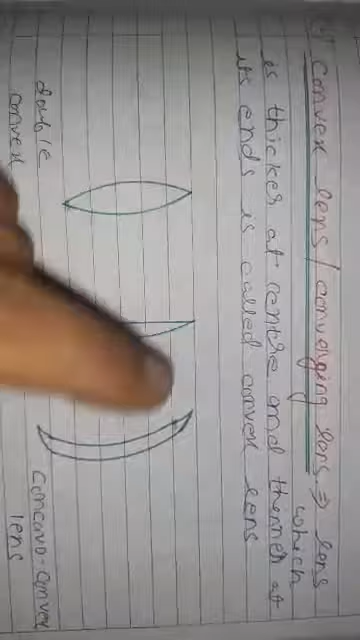 convex lens / converging lens ⇒ lens
which
is thicker at centre and thinner at
its ends is called convex lens
double
convex
concavo-convex
lens